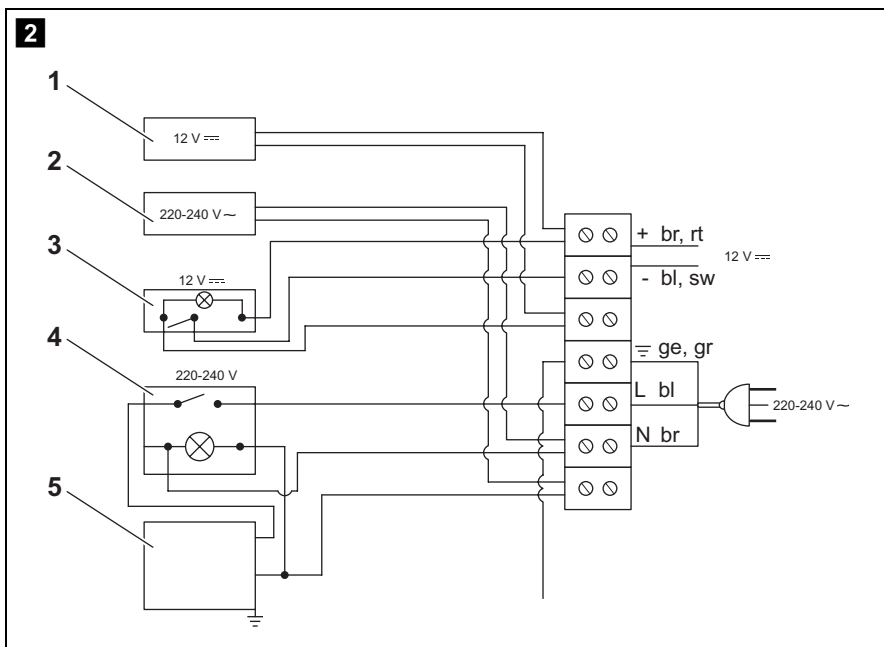 2
1
12 V ⎓
2
220-240 V ~
3
12 V ⎓
4
220-240 V
5
+ br, rt
12 V ⎓
- bl, sw
ge, gr
L bl
220-240 V ~
N br